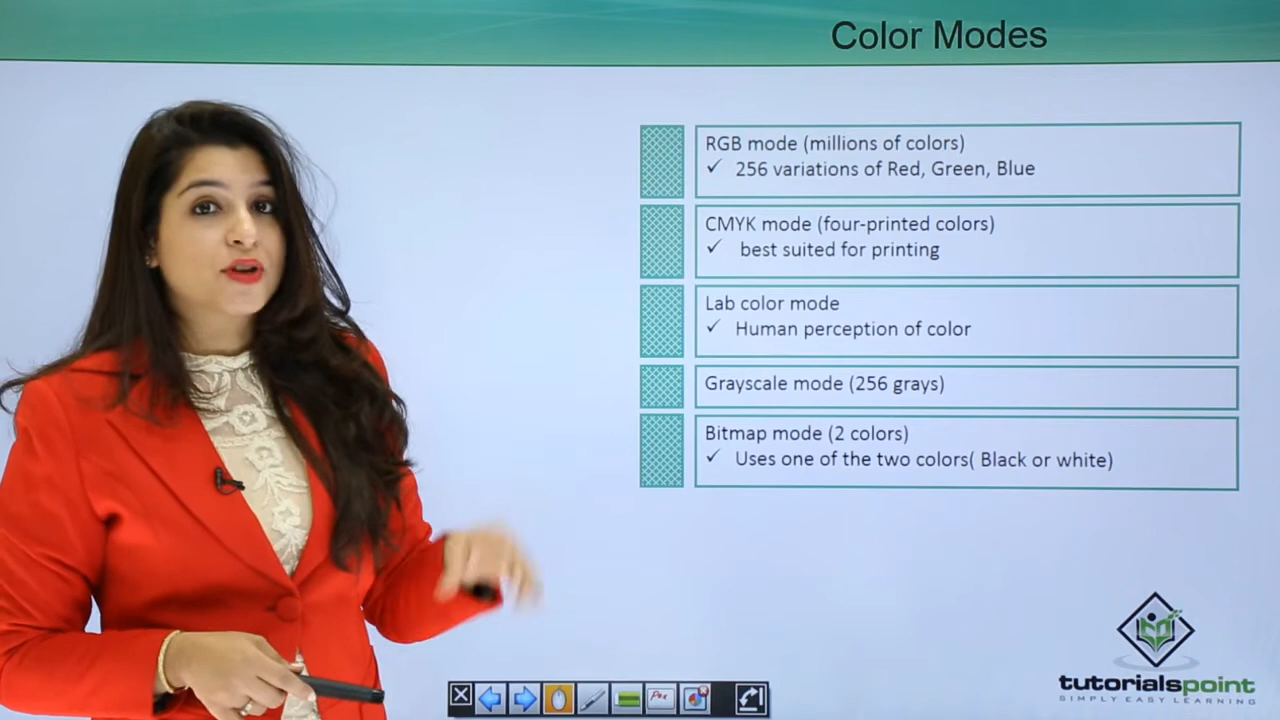 Color Modes
RGB mode (millions of colors)
✓ 256 variations of Red, Green, Blue
CMYK mode (four-printed colors)
✓ best suited for printing
Lab color mode
✓ Human perception of color
Grayscale mode (256 grays)
Bitmap mode (2 colors)
✓ Uses one of the two colors( Black or white)
tutorialspoint
SIMPLY EASY LEARNING